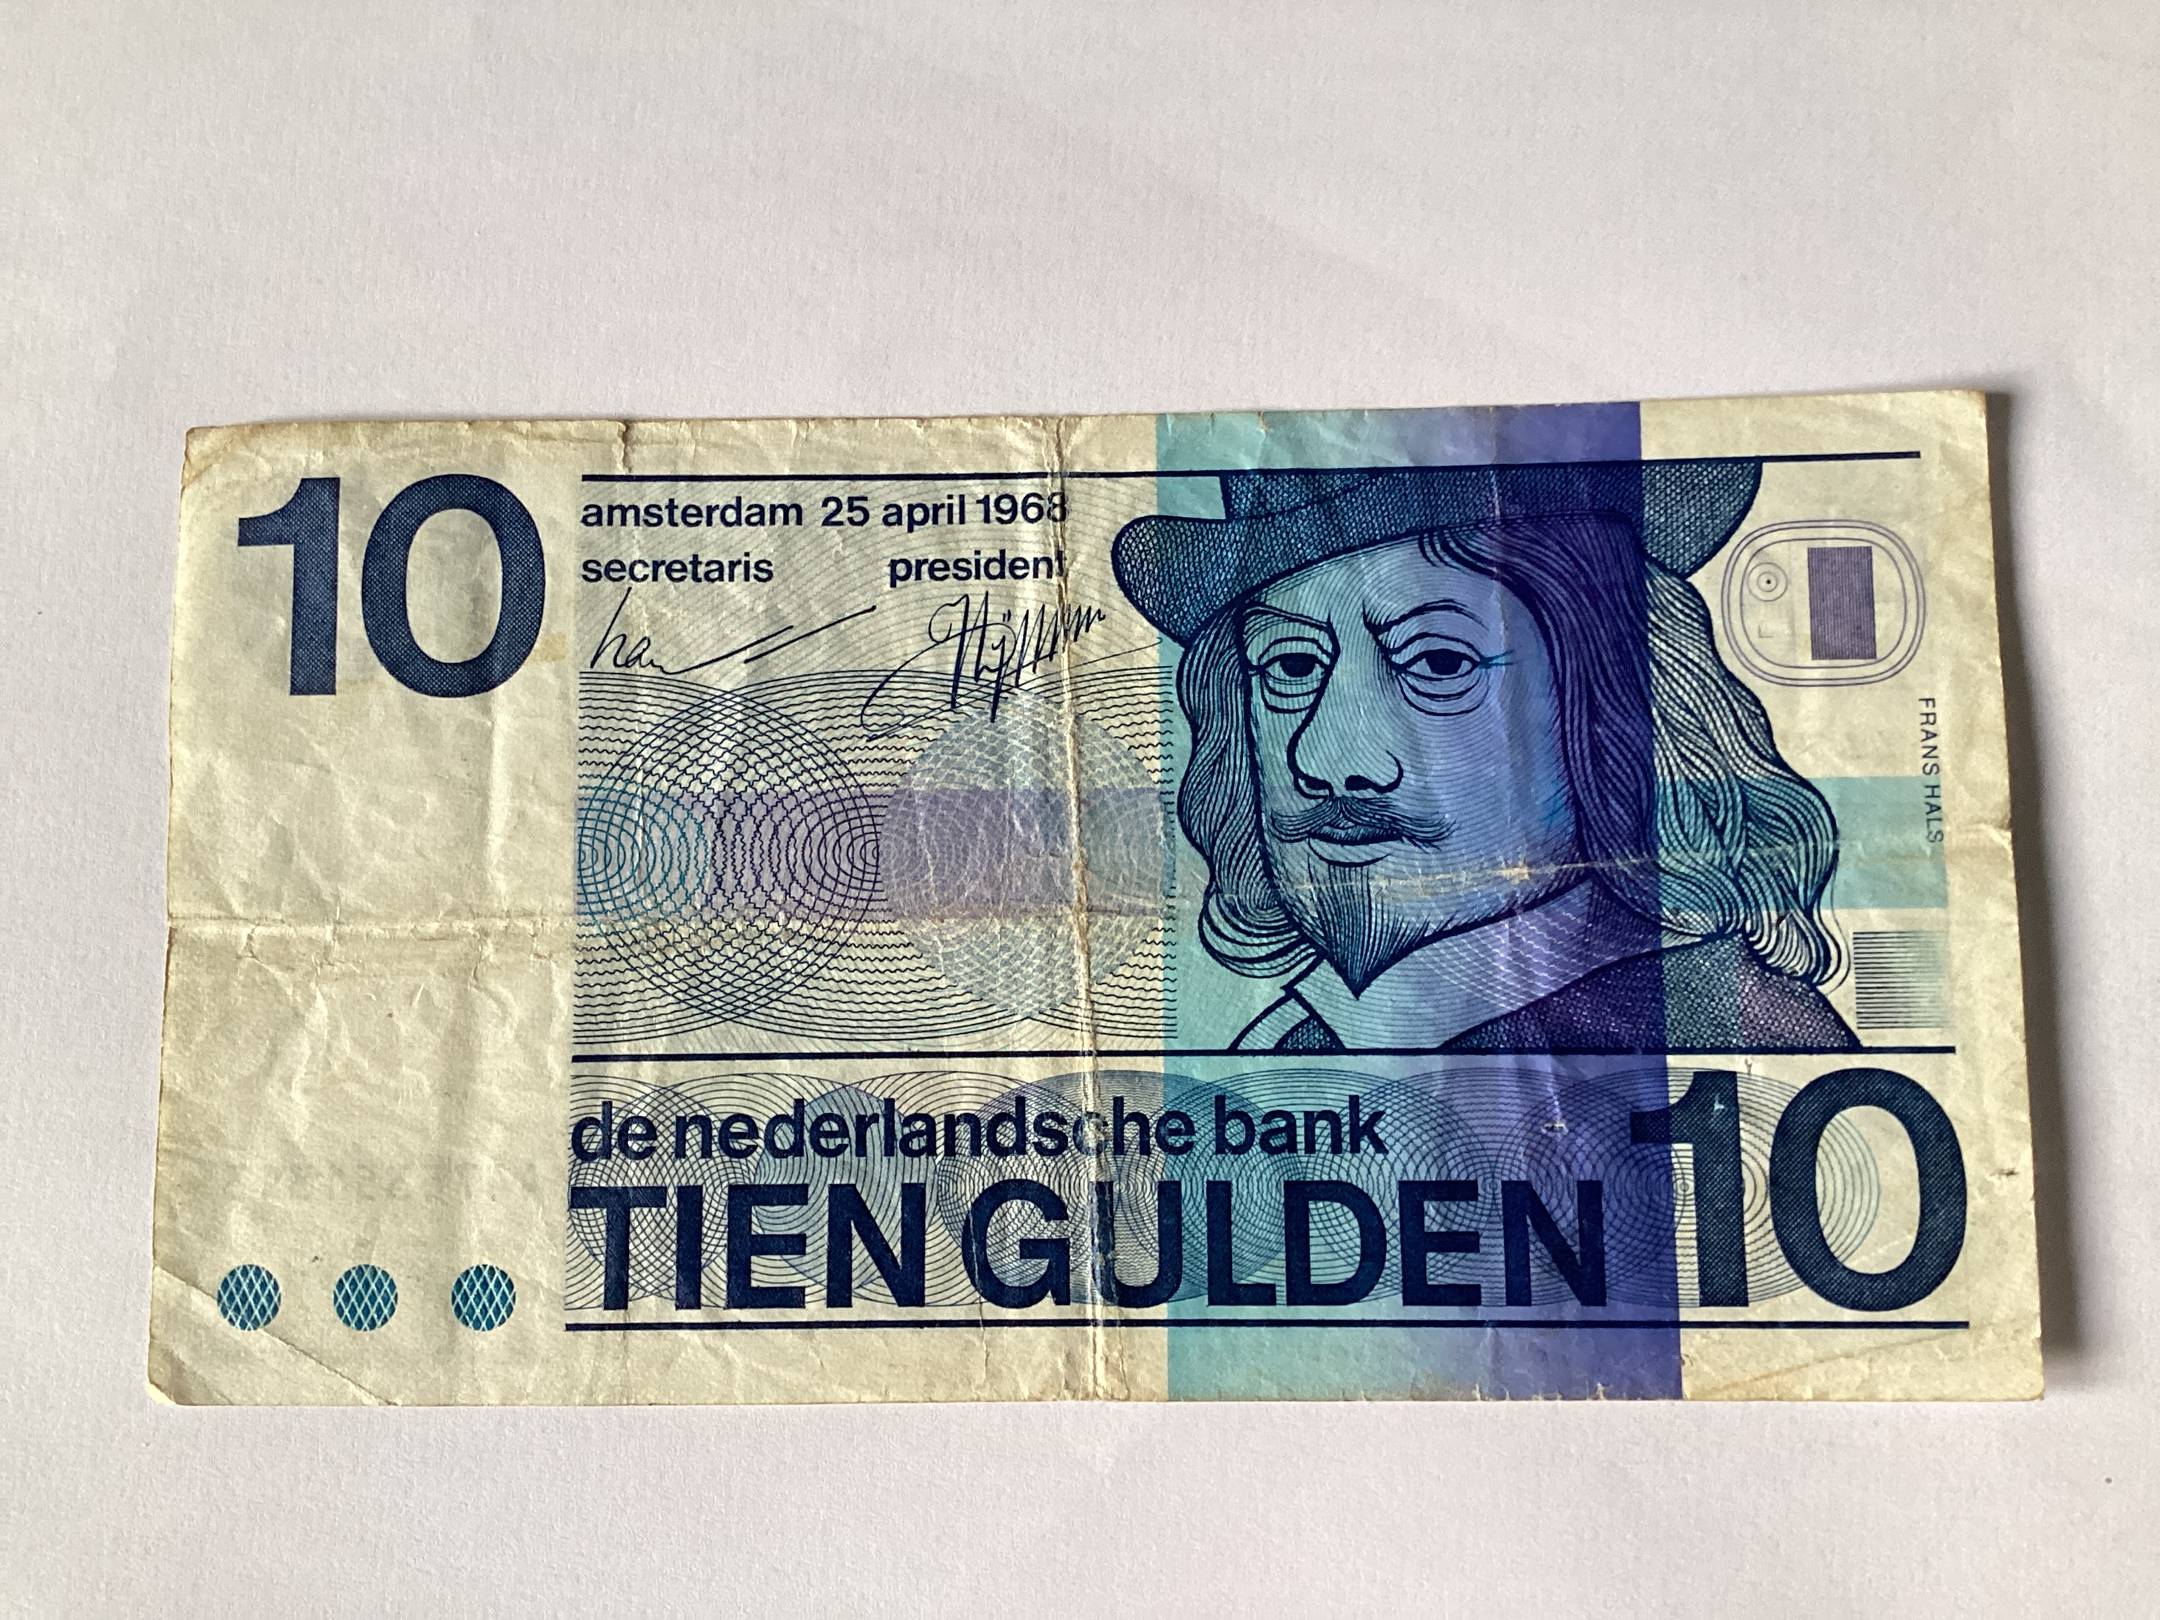 10
amsterdam 25 april 1968
secretaris president
FRANS HALS
de nederlandsche bank
TIEN GULDEN 10